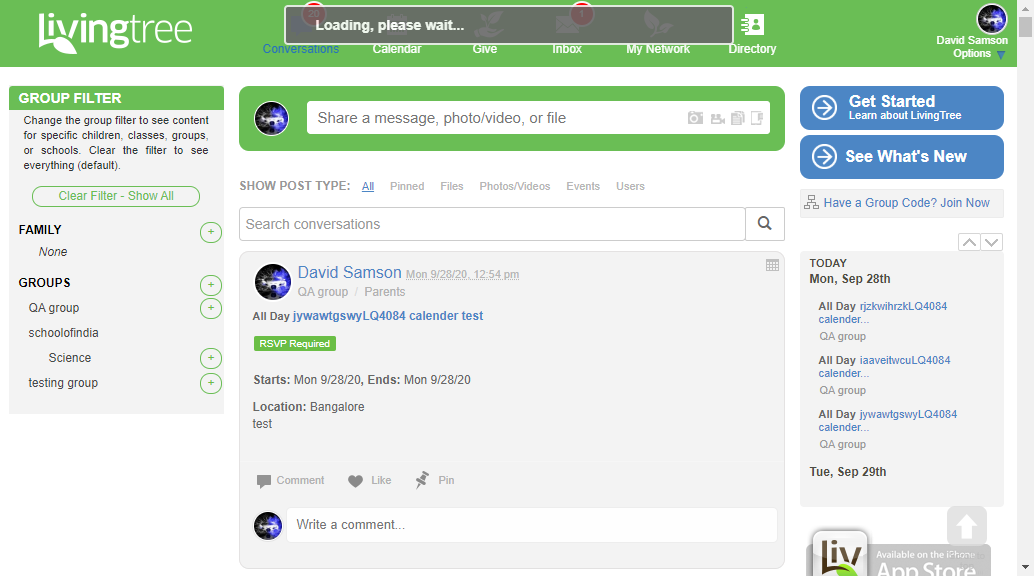 livingtree
20
Loading, please wait...
1
Conversations
Calendar
Give
Inbox
My Network
Directory
David Samson
Options
GROUP FILTER
Change the group filter to see content
for specific children, classes, groups,
or schools. Clear the filter to see
everything (default).
Clear Filter - Show All
FAMILY
None
GROUPS
QA group
schoolofindia
Science
testing group
Share a message, photo/video, or file
SHOW POST TYPE: All Pinned Files Photos/Videos Events Users
Search conversations
David Samson Mon 9/28/20, 12:54 pm
QA group / Parents
All Day jywawtgswyLQ4084 calender test
RSVP Required
Starts: Mon 9/28/20, Ends: Mon 9/28/20
Location: Bangalore
test
Comment Like Pin
Write a comment...
Get Started
Learn about LivingTree
See What's New
Have a Group Code? Join Now
TODAY
Mon, Sep 28th
All Day rjzkwihrzkLQ4084
calender...
QA group
All Day iaaveitwcuLQ4084
calender...
QA group
All Day jywawtgswyLQ4084
calender...
QA group
Tue, Sep 29th
Liv
Available on the iPhone
App Store